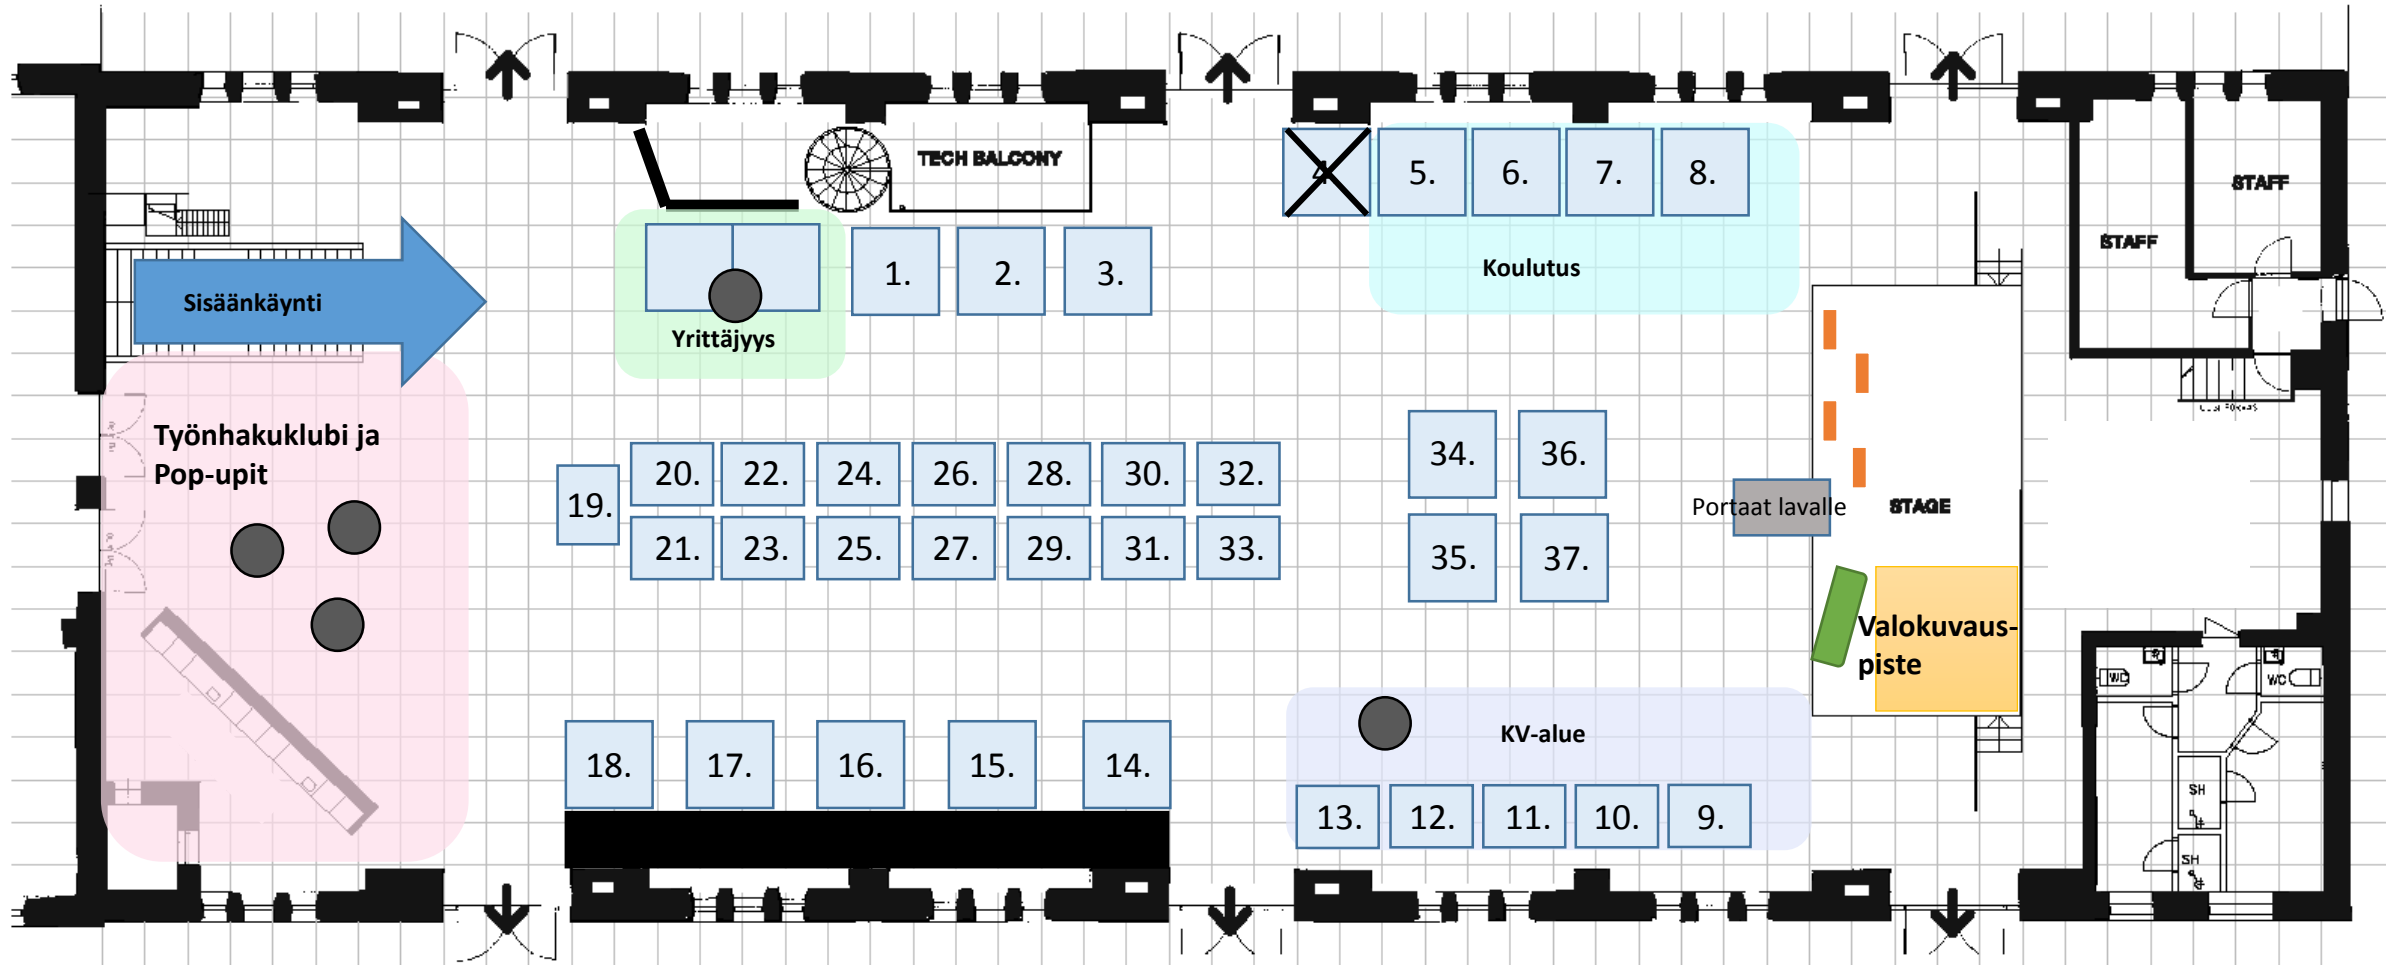 TECH BALCONY
4
5.
6.
7.
8.
STAFF
STAFF
Koulutus
Sisäänkäynti
1.
2.
3.
Yrittäjyys
Työnhakuklubi ja
Pop-upit
19.
20.
22.
24.
26.
28.
30.
32.
21.
23.
25.
27.
29.
31.
33.
34.
36.
35.
37.
Portaat lavalle
STAGE
Valokuvaus-
piste
WC
WC
KV-alue
18.
17.
16.
15.
14.
13.
12.
11.
10.
9.
SH
SH